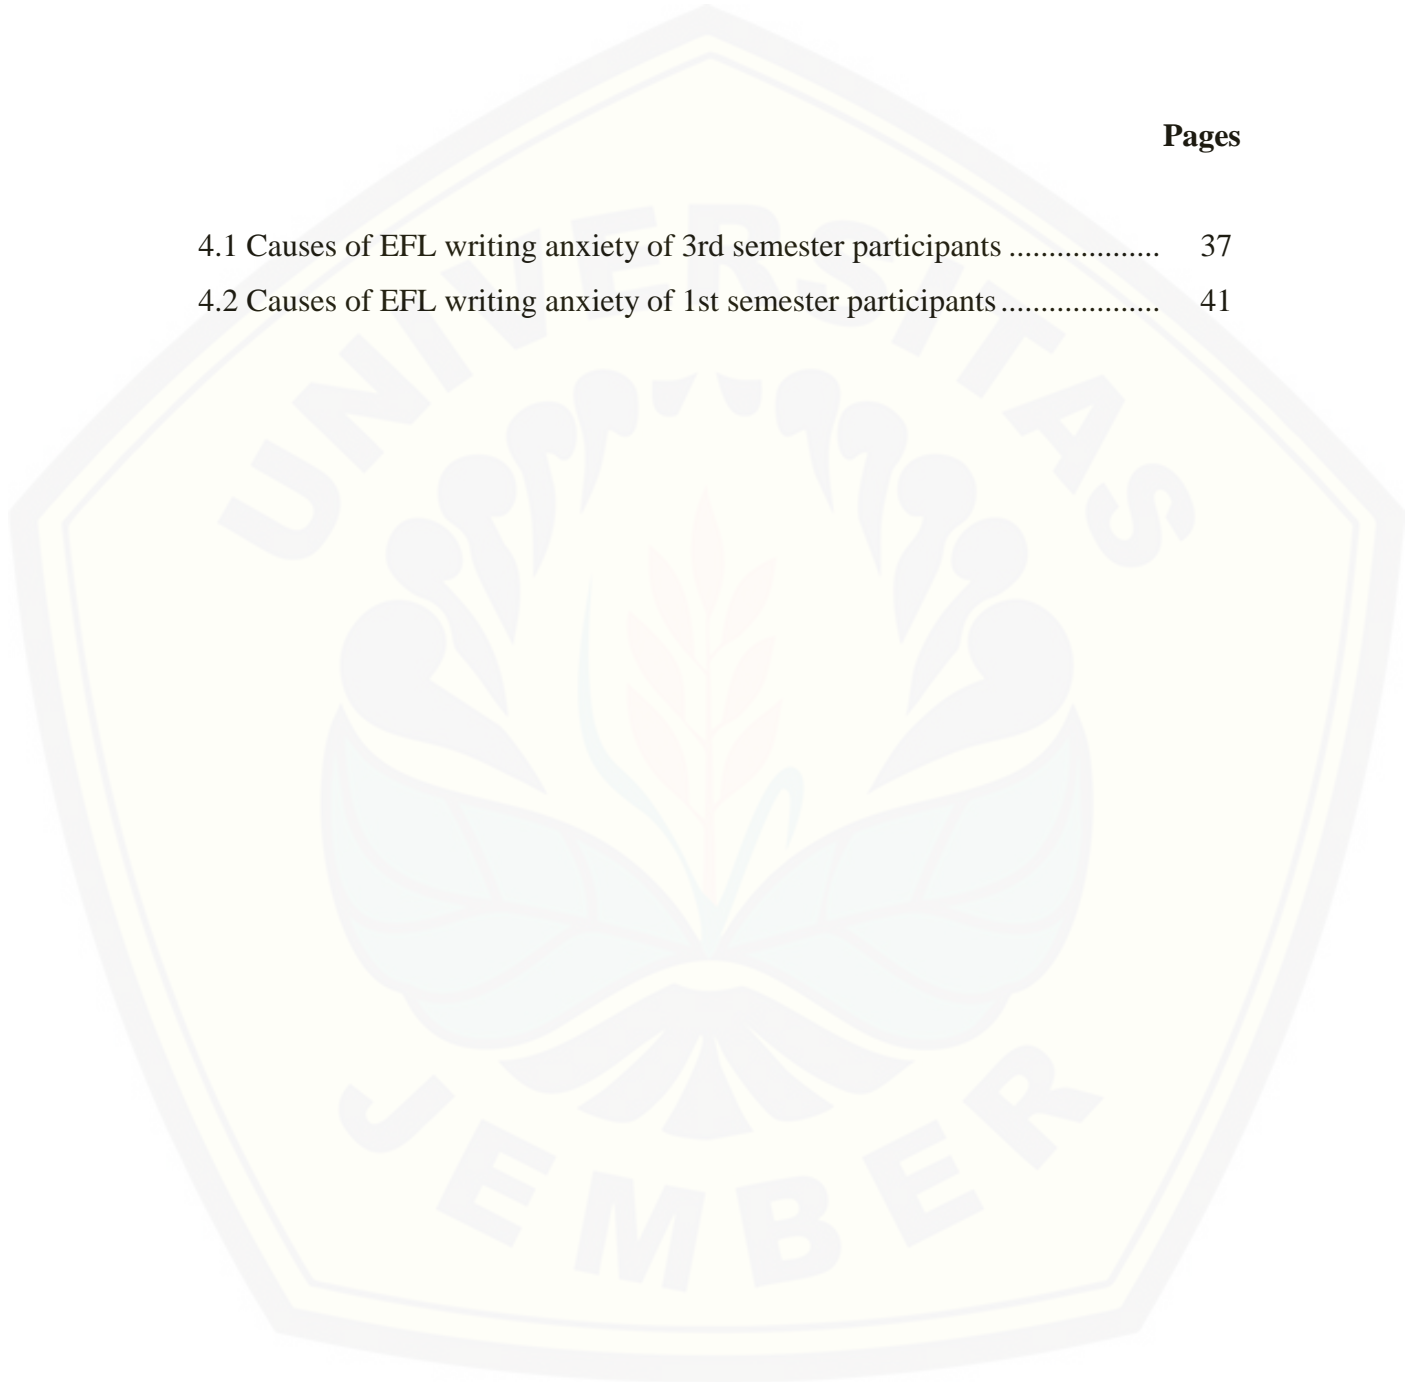 Pages
4.1 Causes of EFL writing anxiety of 3rd semester participants ................... 37
4.2 Causes of EFL writing anxiety of 1st semester participants .................... 41
UNIVERSITAS
JEMBER